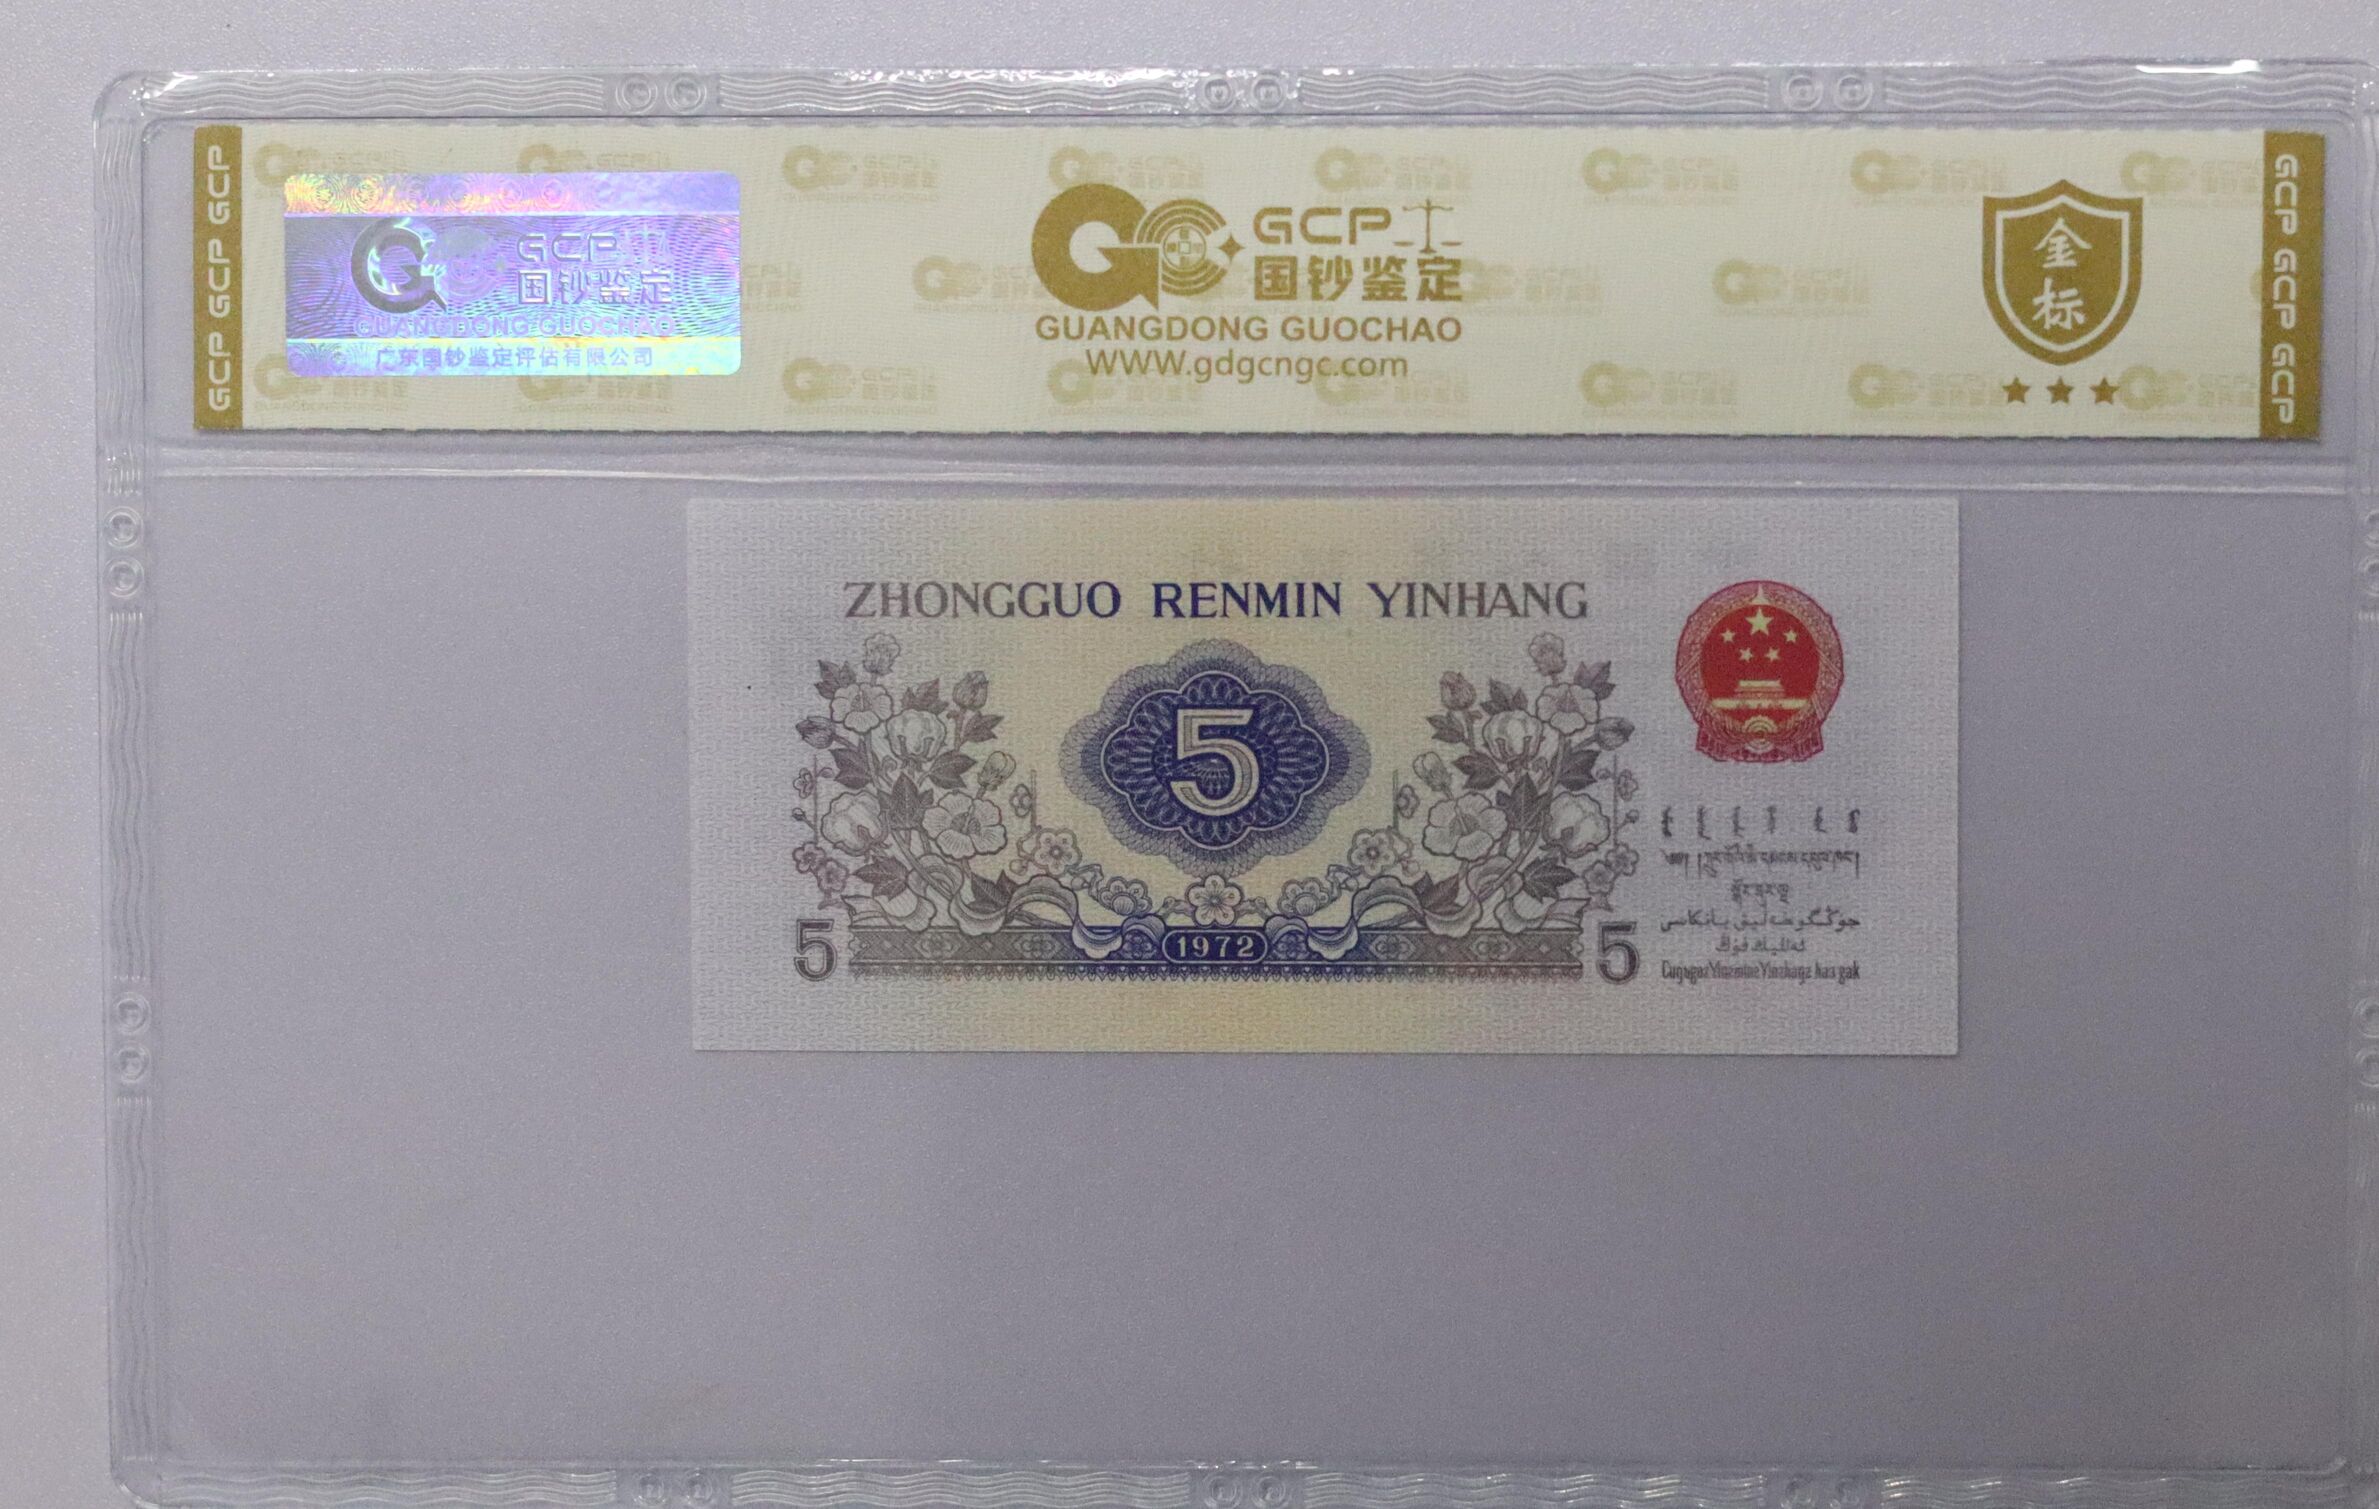 GCP GCP GCP
GCP
国钞鉴定
GUANGDONG GUOCHAO
广东国钞鉴定评估有限公司
GCP
国钞鉴定
GUANGDONG GUOCHAO
WWW.gdgcngc.com
金
标
GCP GCP GCP
ZHONGGUO RENMIN YINHANG
5
1972
5
5